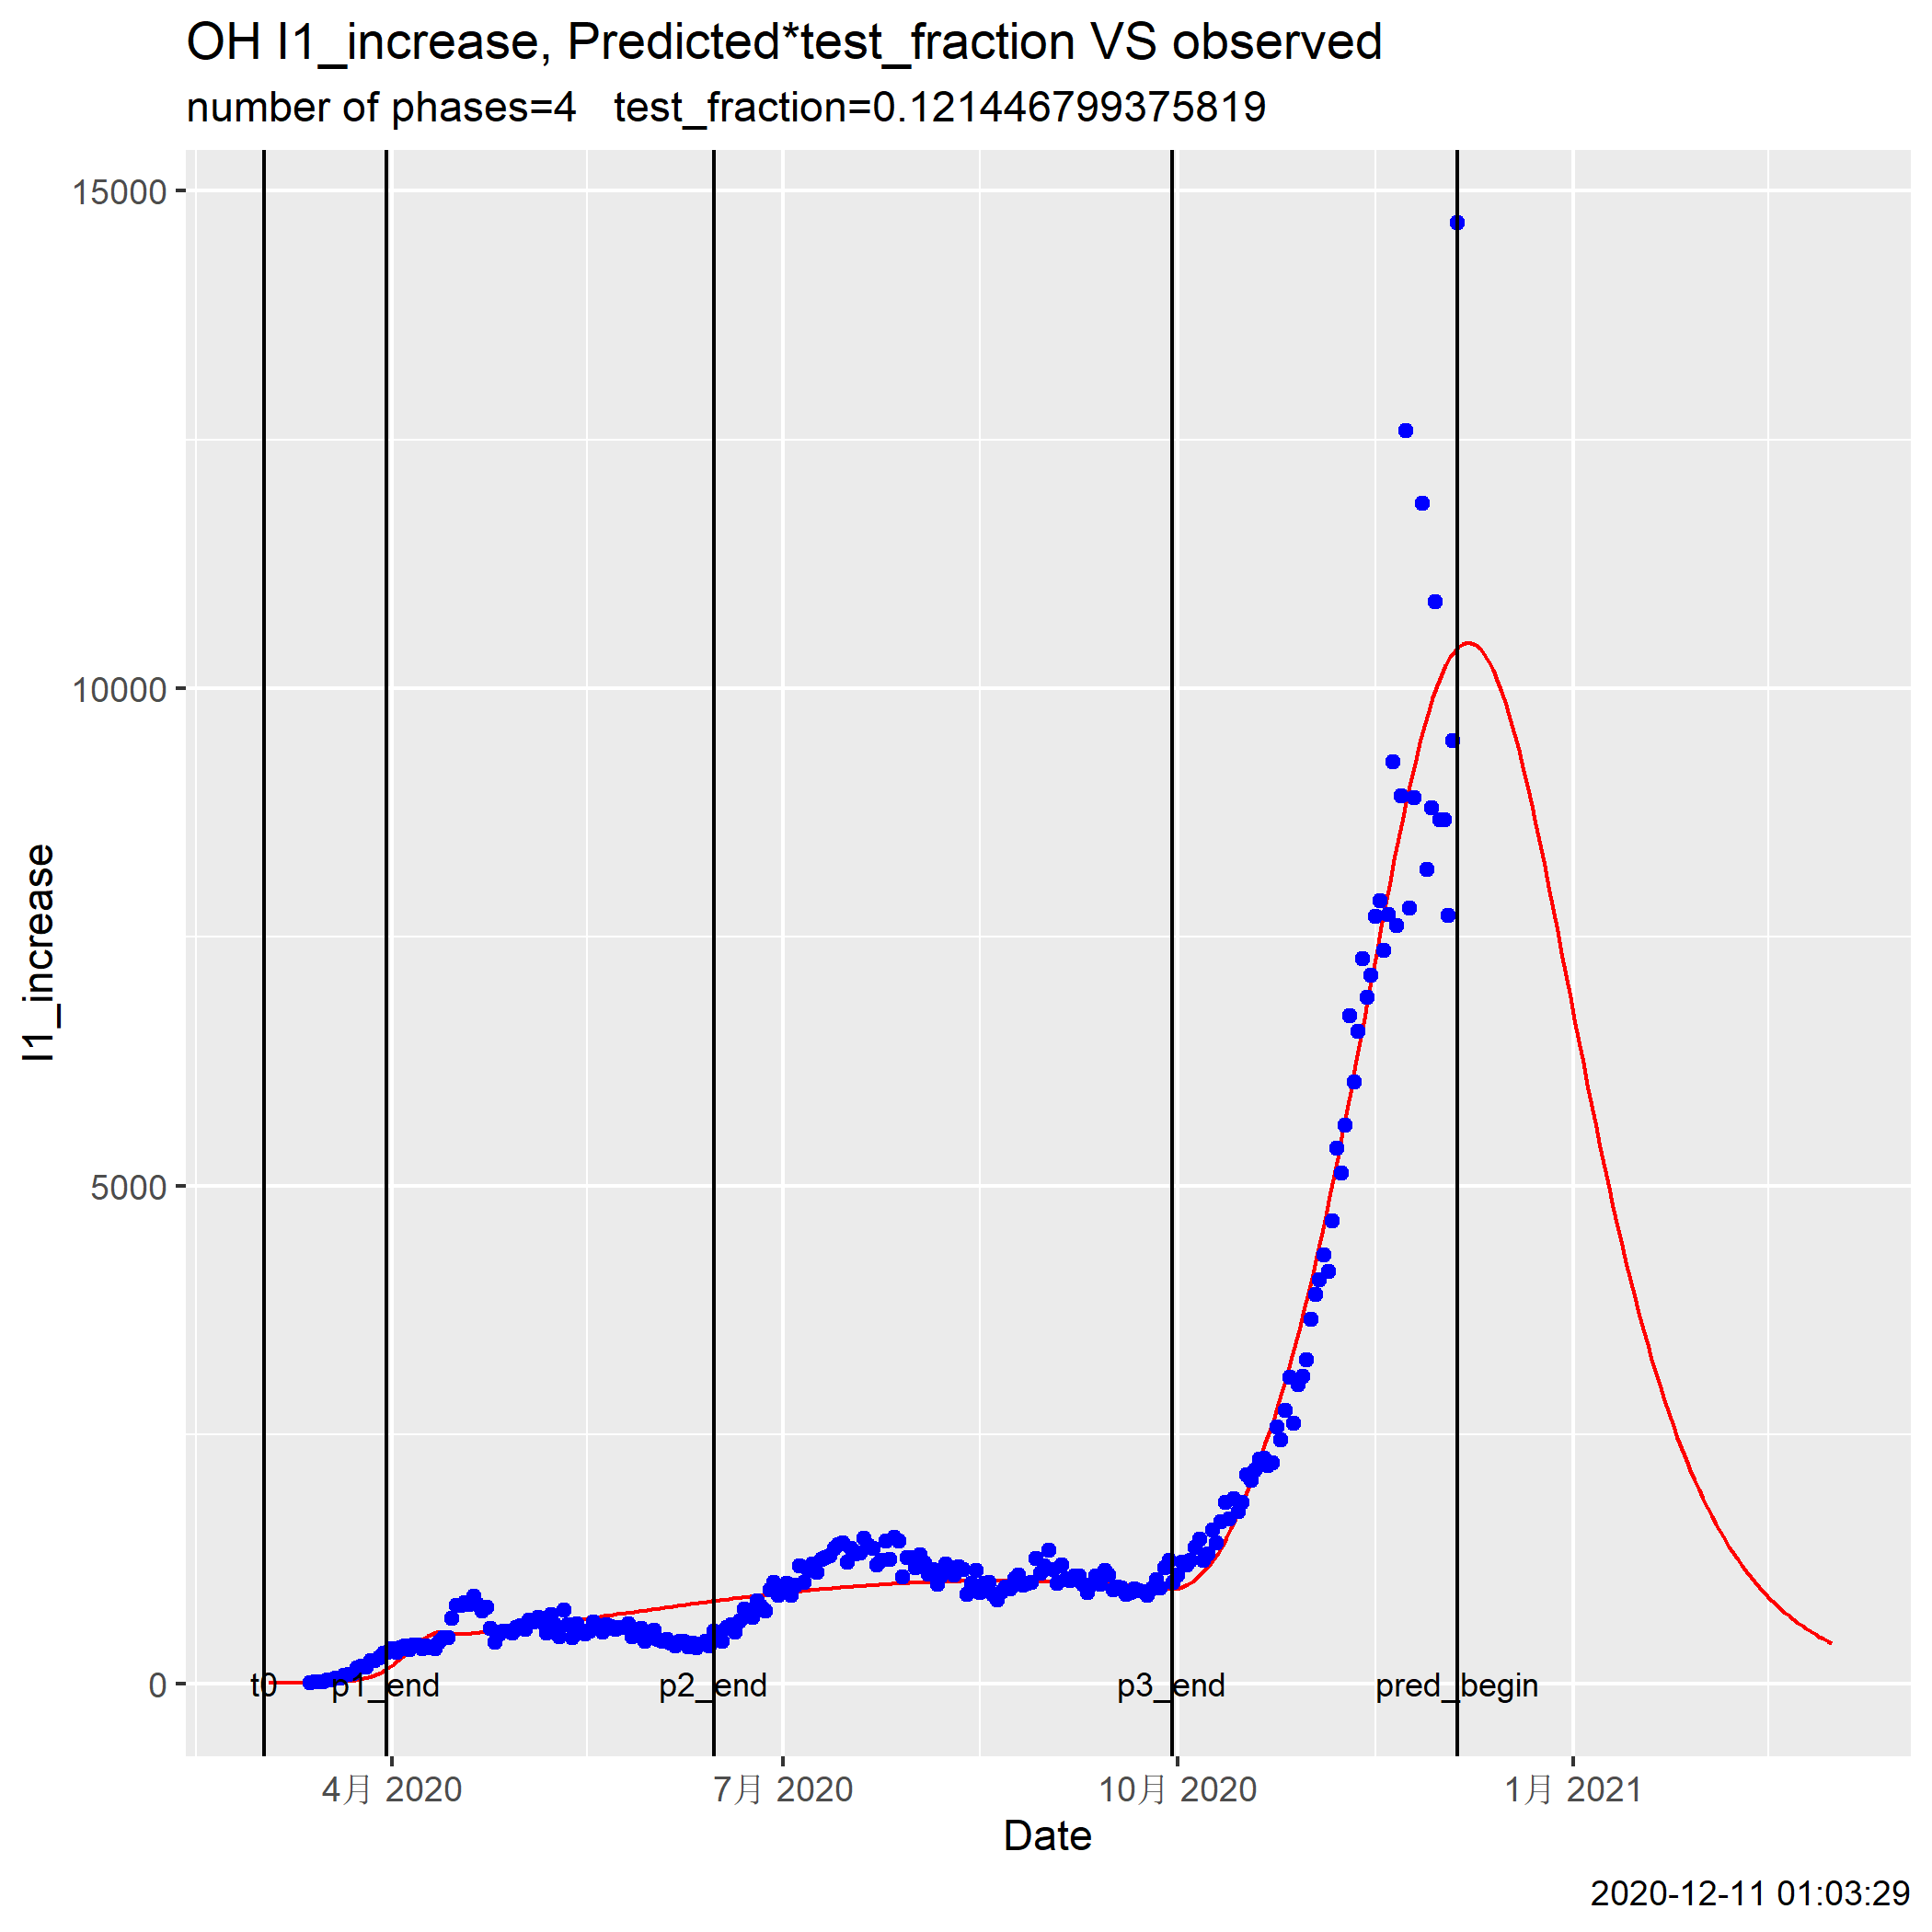 OH I1_increase, Predicted*test_fraction VS observed
number of phases=4 test_fraction=0.121446799375819
15000
10000
5000
0
I1_increase
t0
p1_end
p2_end
p3_end
pred_begin
4月 2020
7月 2020
10月 2020
1月 2021
Date
2020-12-11 01:03:29